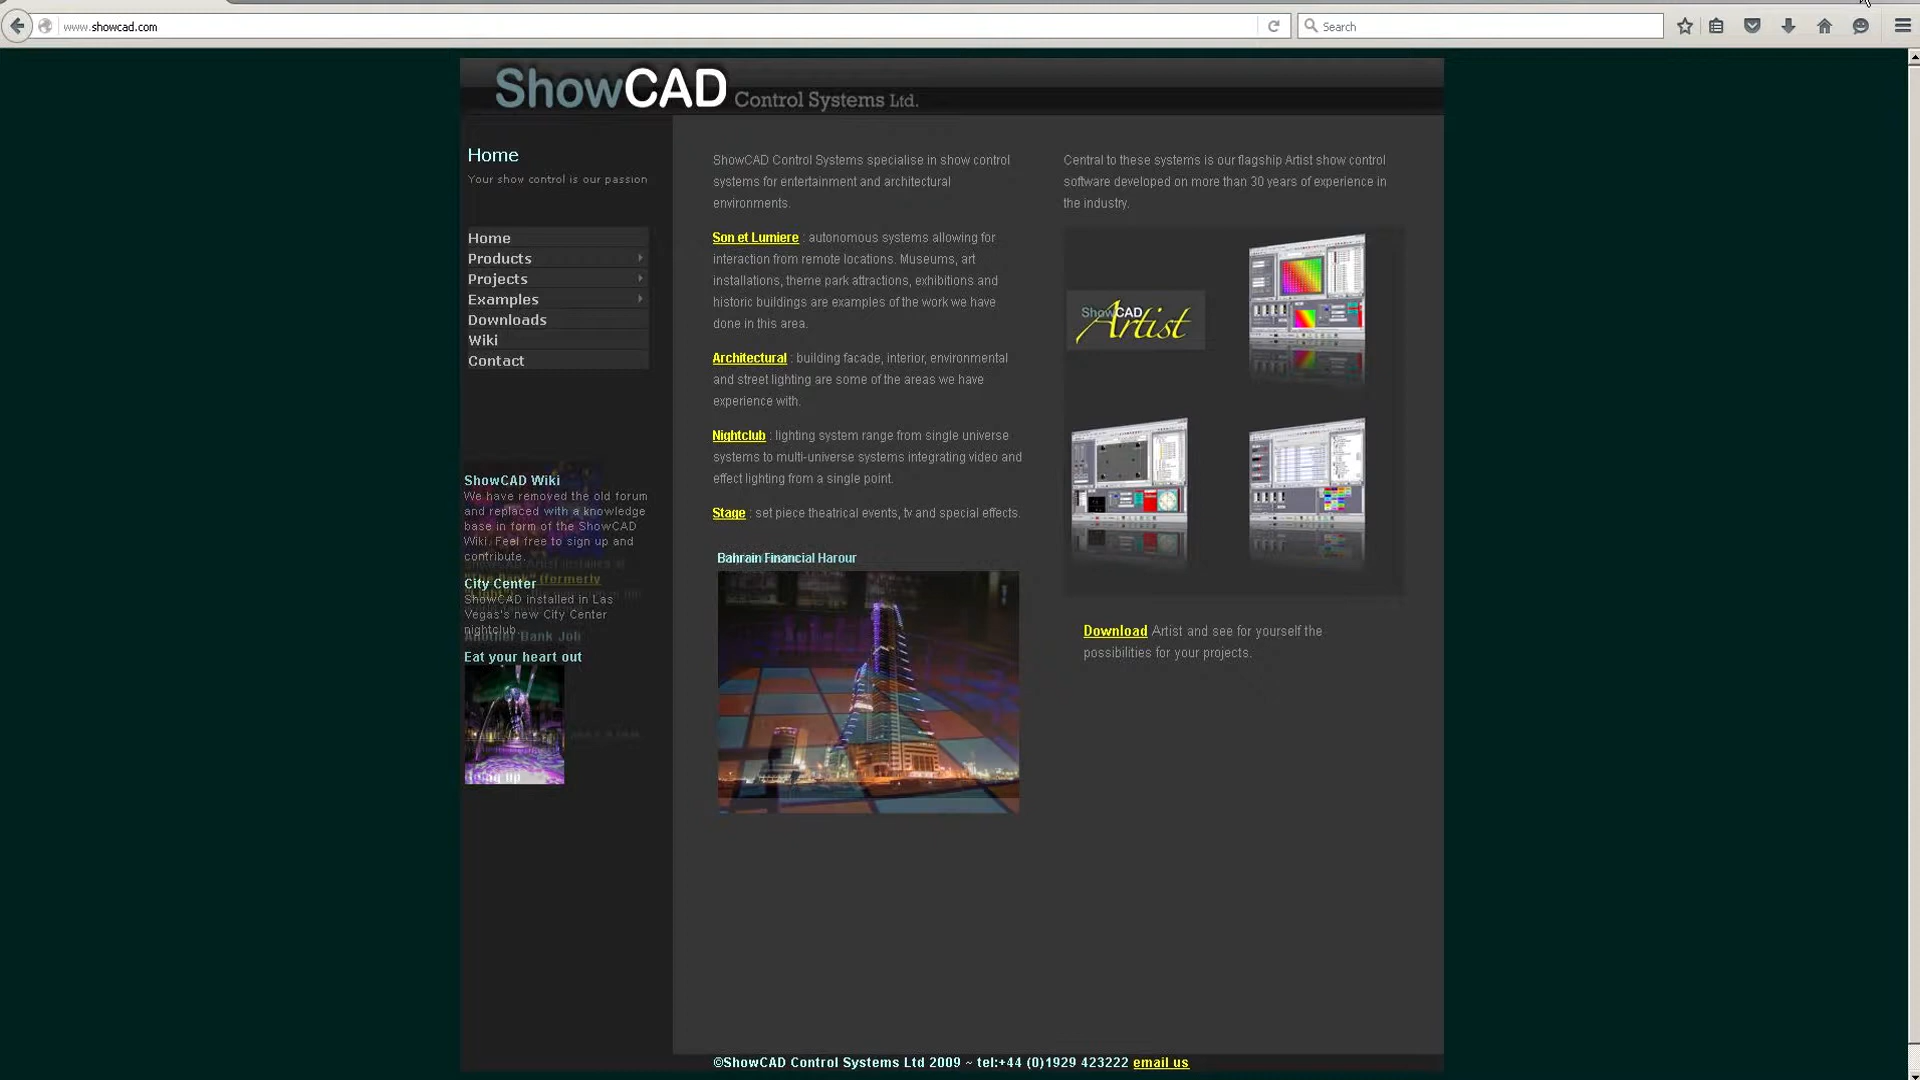 www.showcad.com
Search
ShowCAD Control Systems Ltd.
Home
Your show control is our passion
Home
Products
Projects
Examples
Downloads
Wiki
Contact
ShowCAD Wiki
We have removed the old forum
and replaced with a knowledge
base in form of the ShowCAD
Wiki. Feel free to sign up and
contribute.
ShowCAD Artist installed at
"The Bank" (formerly
City Center
ShowCAD installed in Las
Vegas's new City Center
nightclub.
Another Bank Job
Eat your heart out
ShowCAD Control Systems specialise in show control
systems for entertainment and architectural
environments.
Son et Lumiere : autonomous systems allowing for
interaction from remote locations. Museums, art
installations, theme park attractions, exhibitions and
historic buildings are examples of the work we have
done in this area.
Architectural : building facade, interior, environmental
and street lighting are some of the areas we have
experience with.
Nightclub : lighting system range from single universe
systems to multi-universe systems integrating video and
effect lighting from a single point.
Stage : set piece theatrical events, tv and special effects.
Bahrain Financial Harour
Central to these systems is our flagship Artist show control
software developed on more than 30 years of experience in
the industry.
ShowCAD
Artist
Download Artist and see for yourself the
possibilities for your projects.
©ShowCAD Control Systems Ltd 2009 ~ tel:+44 (0)1929 423222 email us